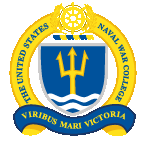 THE UNITED STATES
NAVAL WAR COLLEGE
VIRIBUS MARI VICTORIA